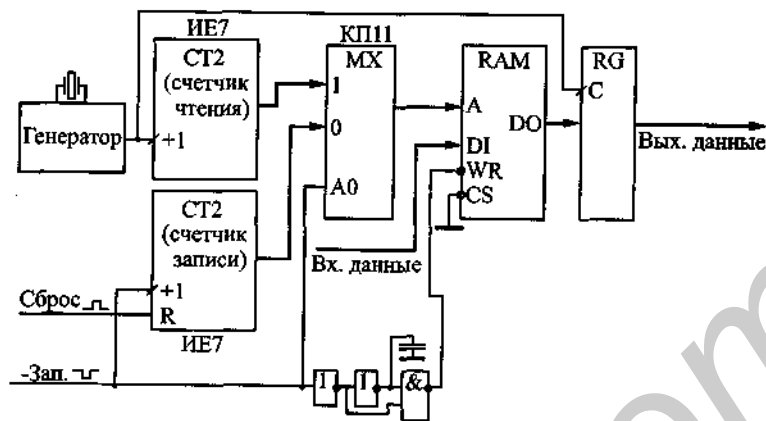 ИЕ7
КП11
СТ2
(счетчик
чтения)
+1
Генератор
MX
1
0
A0
RAM
A
DI
WR
CS
DO
RG
C
Вых. данные
СТ2
(счетчик
записи)
+1
R
ИЕ7
Сброс
-Зап.
Вх. данные
1
1
&
com